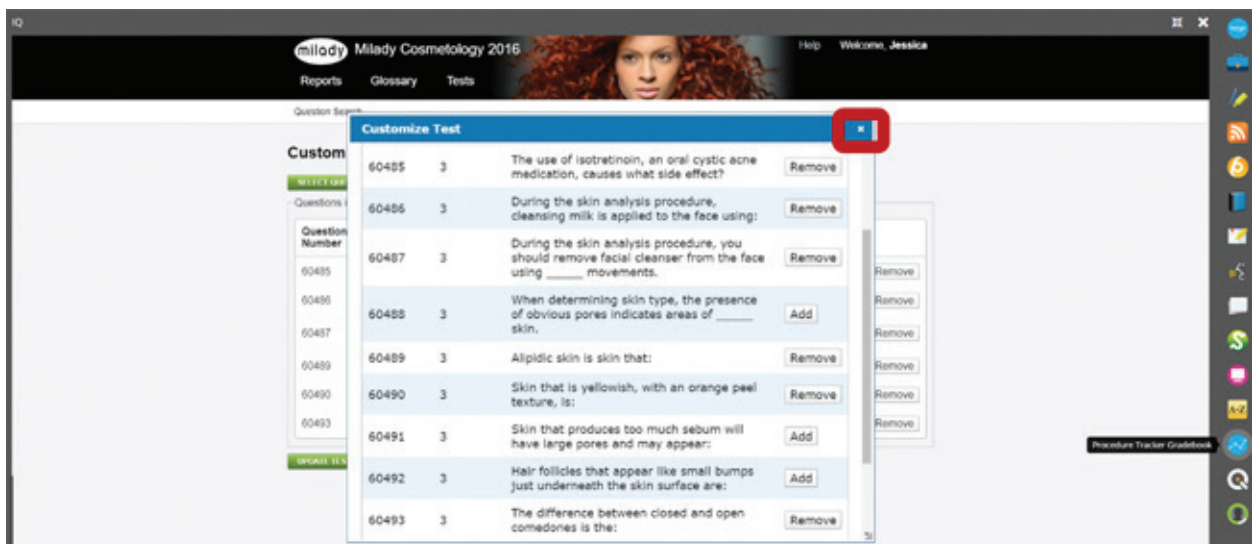 IQ
milady Milady Cosmetology 2016
Help Welcome, Jessica
Reports Glossary Tests
Question Search
Customize Test
Custom
60485 3 The use of isotretinoin, an oral cystic acne
medication, causes what side effect? Remove
60486 3 During the skin analysis procedure,
cleansing milk is applied to the face using: Remove
60487 3 During the skin analysis procedure, you
should remove facial cleanser from the face
using ______ movements. Remove
60488 3 When determining skin type, the presence
of obvious pores indicates areas of ______
skin. Add
60489 3 Alipidic skin is skin that: Remove
60490 3 Skin that is yellowish, with an orange peel
texture, is: Remove
60491 3 Skin that produces too much sebum will
have large pores and may appear: Add
60492 3 Hair follicles that appear like small bumps
just underneath the skin surface are: Add
60493 3 The difference between closed and open
comedones is the: Remove
SELECT QUE
Questions i
Question
Number
60485 Remove
60486 Remove
60487 Remove
60489 Remove
60490 Remove
60493 Remove
UPDATE TES
A-Z
Procedure Tracker Gradebook